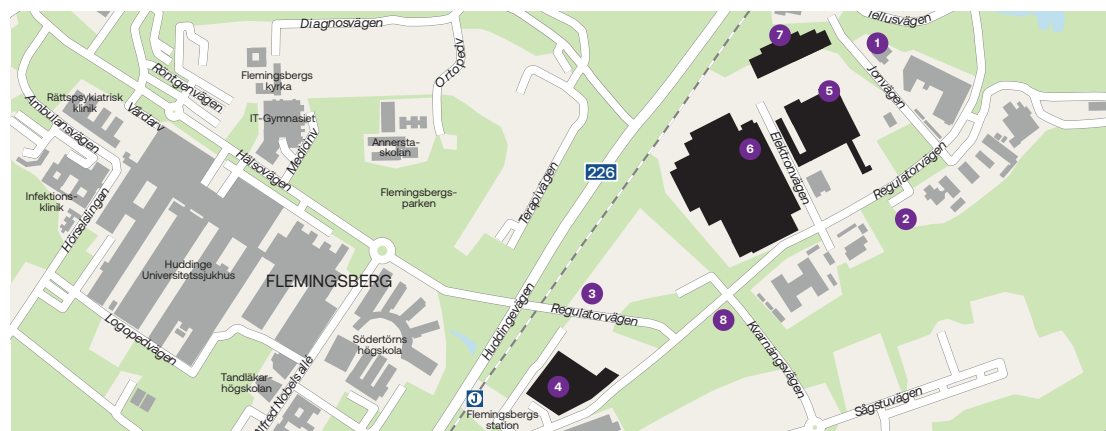 Diagnosvägen
Tellusvägen
7
1
Ortopedv
Röntgenvägen
Flemingsbergs
kyrka
Jonvägen
5
Rättspsykiatrisk
klinik
Vårdarv
IT-Gymnasiet
Ambulansvägen
Medicinv
Annersta-
skolan
6
Elektronvägen
Hälsovägen
226
Regulatorvägen
Infektions-
klinik
Flemingsbergs-
parken
Terapivägen
Hörselslingan
2
Huddinge
Universitetssjukhus
FLEMINGSBERG
3
Huddingevägen
Regulatorvägen
8
Logopedvägen
Södertörns
högskola
Kvarnängsvägen
Tandläkar-
högskolan
4
Alfred Nobels allé
J
Flemingsbergs
station
Sågstuvägen